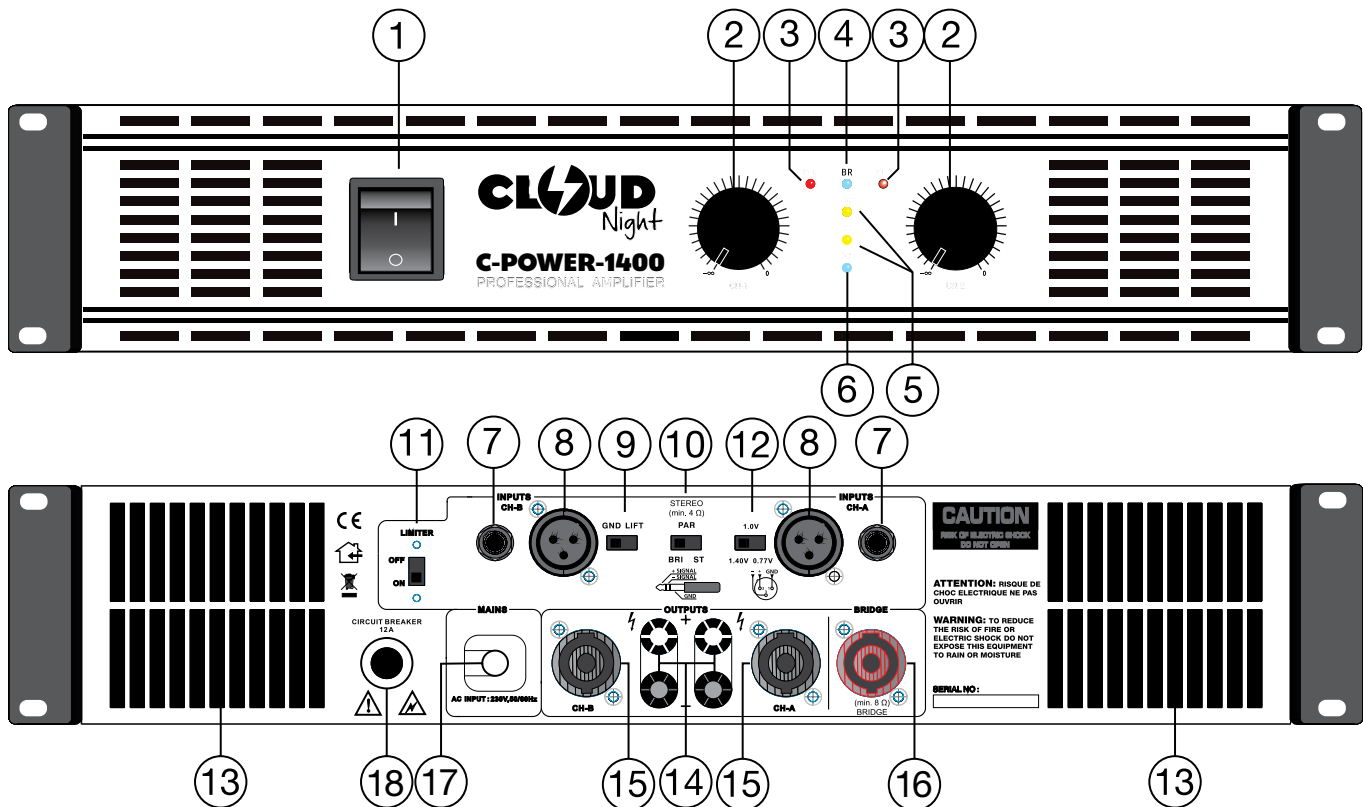 1 2 3 4 3 2
BR
CLOUD
Night
C-POWER-1400
PROFESSIONAL AMPLIFIER
I
O
-∞ 0
-∞ 0
6 5
11 7 8 9 10 12 8 7
INPUTS
CH-B
STEREO
(min. 4 Ω)
INPUTS
CH-A
GND LIFT
PAR
1.0V
BRI ST
1.40V 0.77V
+ SIGNAL
– SIGNAL
GND
– + GND
LIMITER
OFF
ON
CE
CAUTION
RISK OF ELECTRIC SHOCK
DO NOT OPEN
ATTENTION: RISQUE DE
CHOC ELECTRIQUE NE PAS
OUVRIR
WARNING: TO REDUCE
THE RISK OF FIRE OR
ELECTRIC SHOCK DO NOT
EXPOSE THIS EQUIPMENT
TO RAIN OR MOISTURE
SERIAL NO:
CIRCUIT BREAKER
12A
MAINS
AC INPUT : 230V,50/60Hz
OUTPUTS
+
–
CH-B
CH-A
BRIDGE
(min. 8 Ω)
BRIDGE
13 18 17 15 14 15 16 13